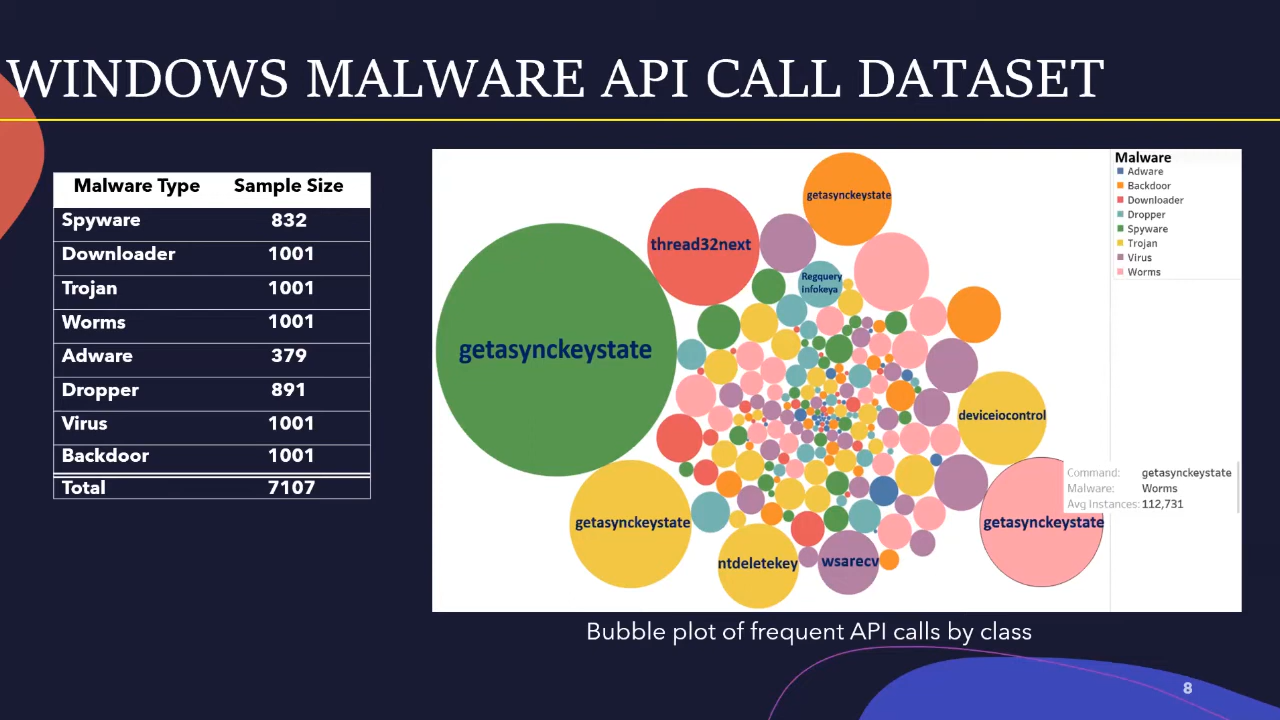 WINDOWS MALWARE API CALL DATASET
Malware Type Sample Size
Spyware 832
Downloader 1001
Trojan 1001
Worms 1001
Adware 379
Dropper 891
Virus 1001
Backdoor 1001
Total 7107
getasynckeystate
thread32next
getasynckeystate
Regquery
infokeya
getasynckeystate
ntdeletekey
wsarecv
deviceiocontrol
getasynckeystate
Command: getasynckeystate
Malware: Worms
Avg Instances: 112,731
Malware
Adware
Backdoor
Downloader
Dropper
Spyware
Trojan
Virus
Worms
Bubble plot of frequent API calls by class
8